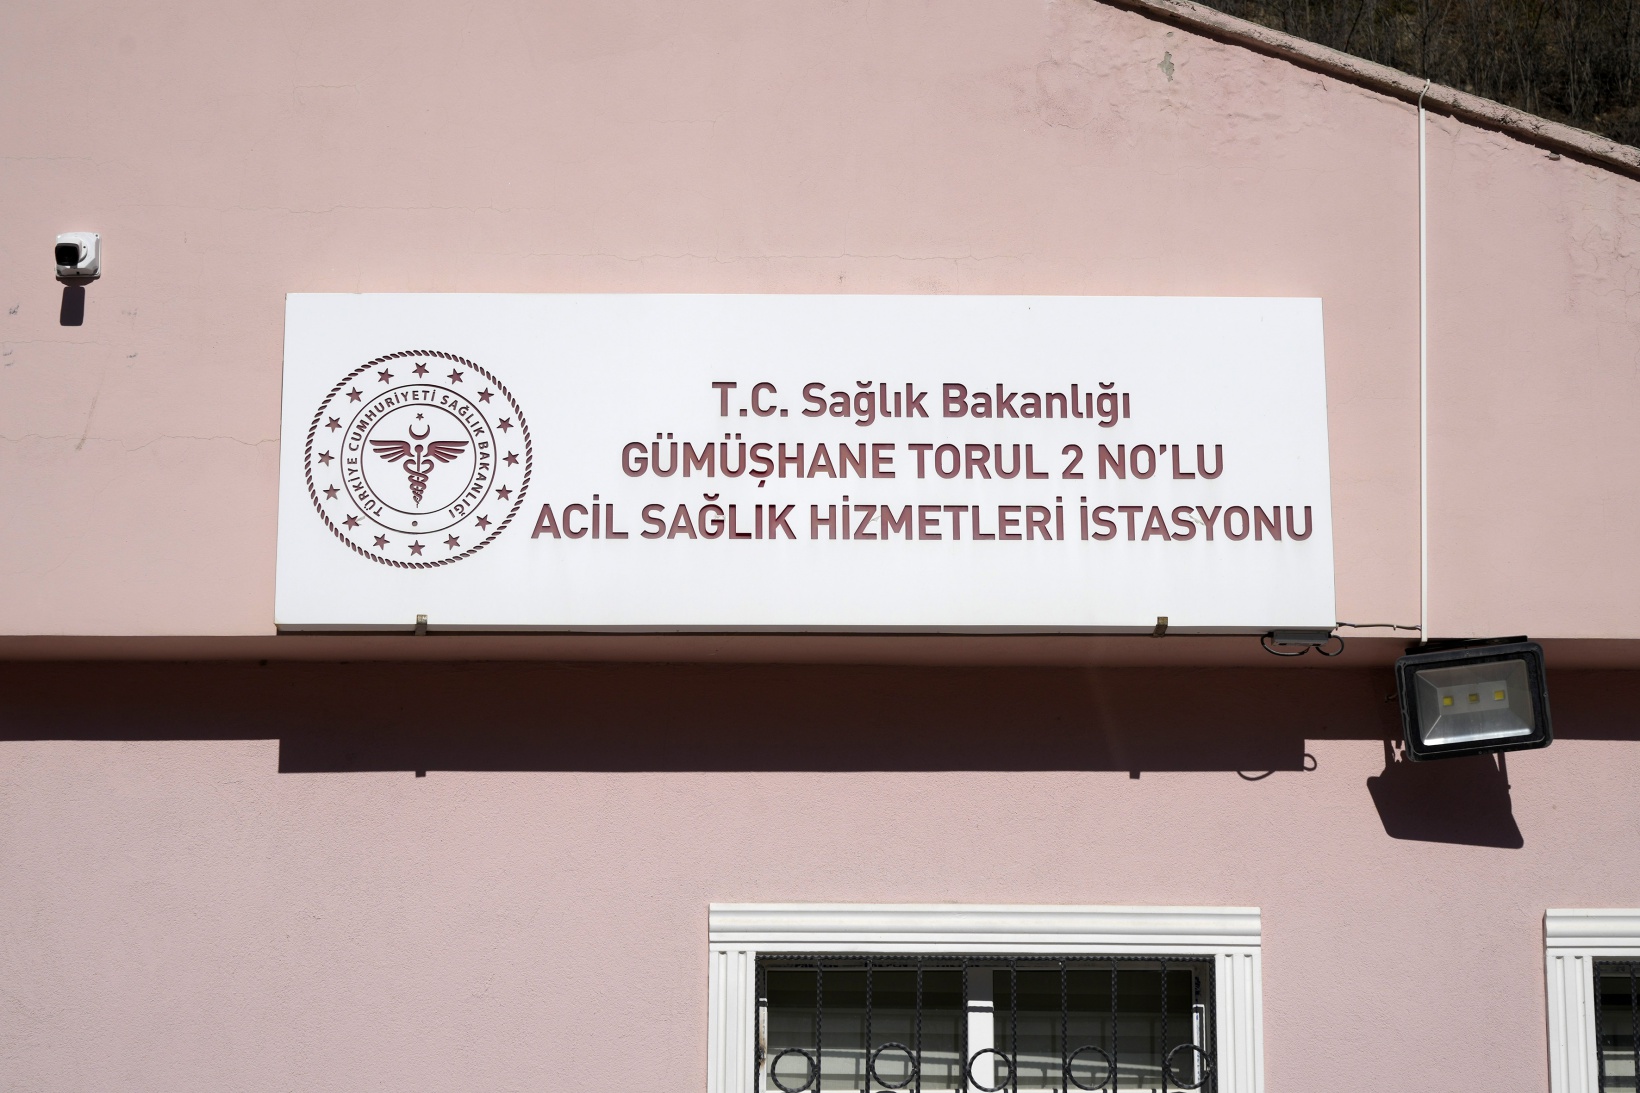 TÜRKİYE CUMHURİYETİ SAĞLIK BAKANLIĞI
T.C. Sağlık Bakanlığı
GÜMÜŞHANE TORUL 2 NO'LU
ACİL SAĞLIK HİZMETLERİ İSTASYONU